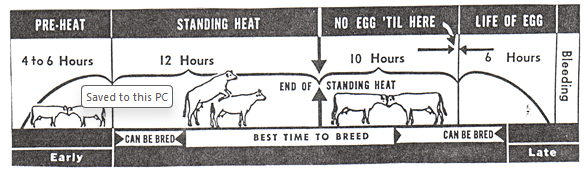 PRE-HEAT
STANDING HEAT
NO EGG 'TIL HERE
LIFE OF EGG
4 to 6 Hours
12 Hours
10 Hours
6 Hours
Bleeding
Saved to this PC
END OF STANDING HEAT
CAN BE BRED
BEST TIME TO BREED
CAN BE BRED
Early
Late